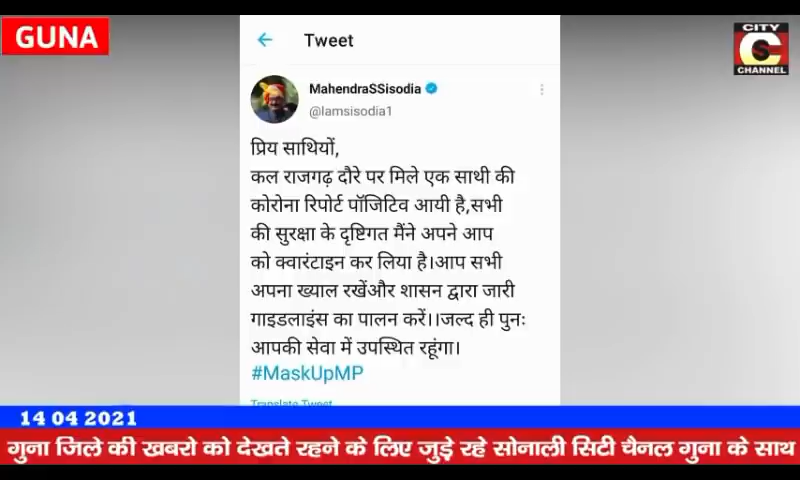 GUNA
CITY
CHANNEL
Tweet
MahendraSSisodia
@Iamsisodia1
प्रिय साथियों,
कल राजगढ़ दौरे पर मिले एक साथी की
कोरोना रिपोर्ट पॉजिटिव आयी है,सभी
की सुरक्षा के दृष्टिगत मैंने अपने आप
को क्वारंटाइन कर लिया है।आप सभी
अपना ख्याल रखेंऔर शासन द्वारा जारी
गाइडलाइंस का पालन करें।।जल्द ही पुनः
आपकी सेवा में उपस्थित रहूंगा।
#MaskUpMP
Translate Tweet
14 04 2021
गुना जिले की खबरो को देखते रहने के लिए जुड़े रहे सोनाली सिटी चैनल गुना के साथ